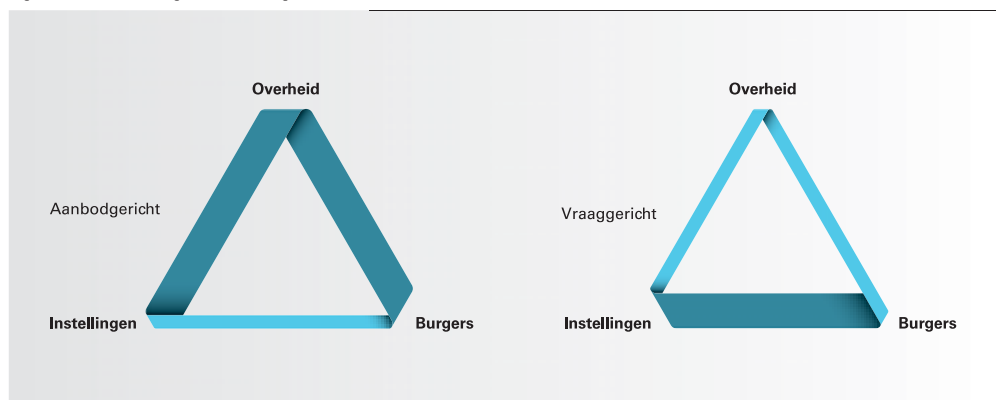 Overheid
Aanbodgericht
Instellingen
Burgers
Overheid
Vraaggericht
Instellingen
Burgers